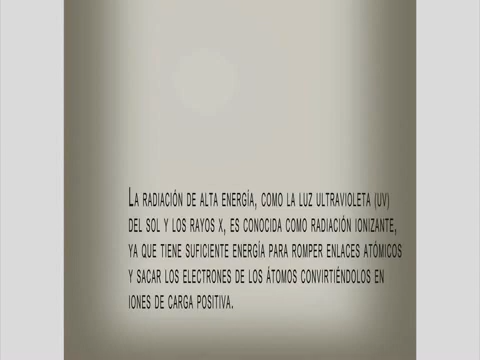 La radiación de alta energía, como la luz ultravioleta (uv)
del sol y los rayos x, es conocida como radiación ionizante,
ya que tiene suficiente energía para romper enlaces atómicos
y sacar los electrones de los átomos convirtiéndolos en
iones de carga positiva.